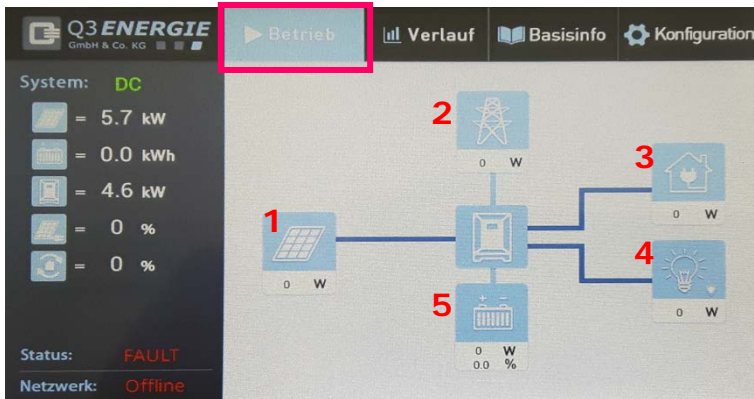 Q3 ENERGIE
GmbH & Co. KG
Betrieb
Verlauf
Basisinfo
Konfiguration
System: DC
= 5.7 kW
= 0.0 kWh
= 4.6 kW
= 0 %
= 0 %
Status: FAULT
Netzwerk: Offline
2
0 W
3
0 W
1
0 W
4
0 W
5
+ -
0 W
0.0 %